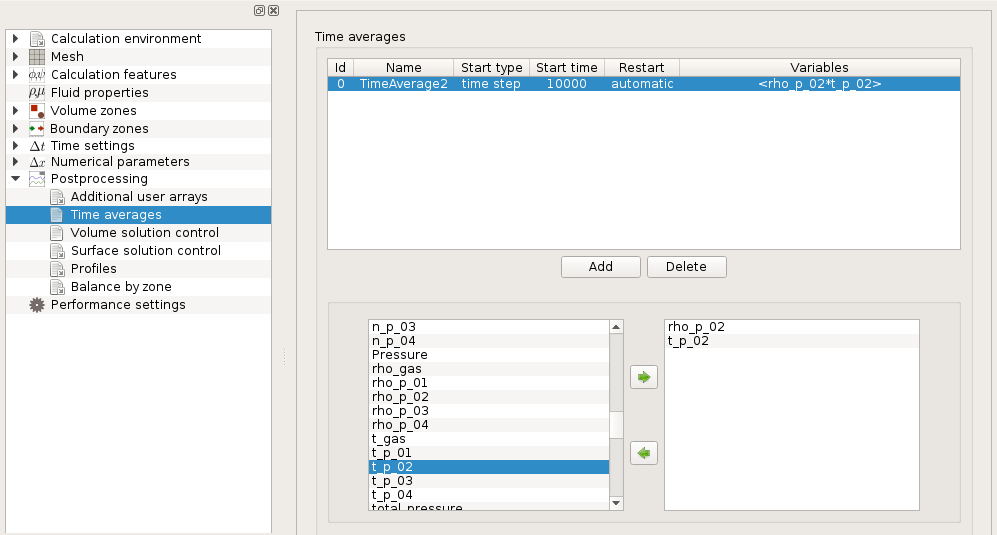 Calculation environment
Mesh
φ,ψ Calculation features
ρ,μ Fluid properties
Volume zones
Boundary zones
Δt Time settings
Δx Numerical parameters
Postprocessing
Additional user arrays
Time averages
Volume solution control
Surface solution control
Profiles
Balance by zone
Performance settings
Time averages
Id Name Start type Start time Restart Variables
0 TimeAverage2 time step 10000 automatic <rho_p_02*t_p_02>
Add Delete
n_p_03
n_p_04
Pressure
rho_gas
rho_p_01
rho_p_02
rho_p_03
rho_p_04
t_gas
t_p_01
t_p_02
t_p_03
t_p_04
total_pressure
rho_p_02
t_p_02